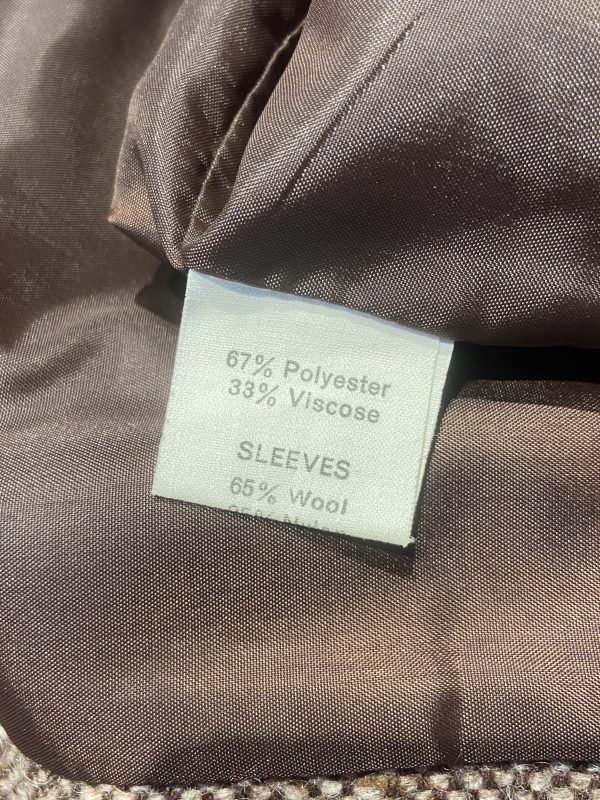 67% Polyester
33% Viscose
SLEEVES
65% Wool